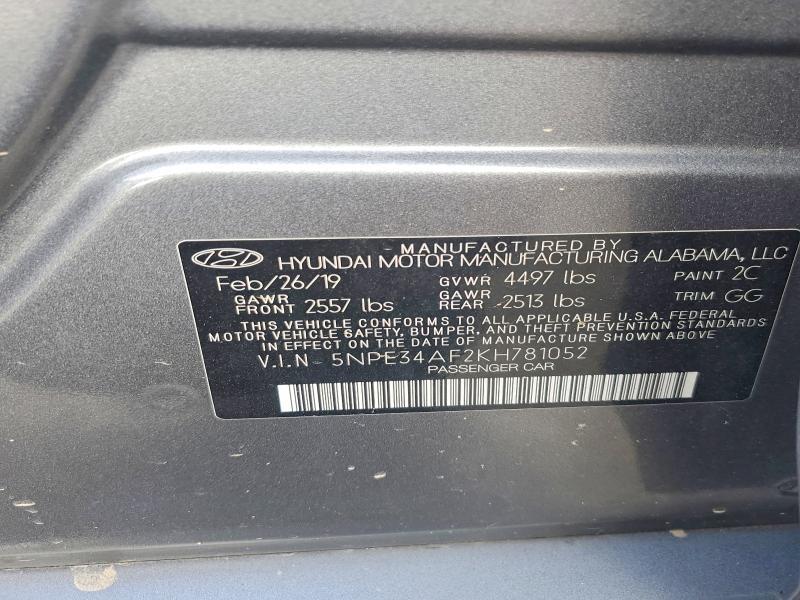 MANUFACTURED BY
HYUNDAI MOTOR MANUFACTURING ALABAMA, LLC
Feb/26/19 GVWR 4497 lbs PAINT 2C
GAWR FRONT 2557 lbs GAWR REAR 2513 lbs TRIM GG
THIS VEHICLE CONFORMS TO ALL APPLICABLE U.S.A. FEDERAL
MOTOR VEHICLE SAFETY, BUMPER, AND THEFT PREVENTION STANDARDS
IN EFFECT ON THE DATE OF MANUFACTURE SHOWN ABOVE.
V.I.N - 5NPE34AF2KH781052
PASSENGER CAR